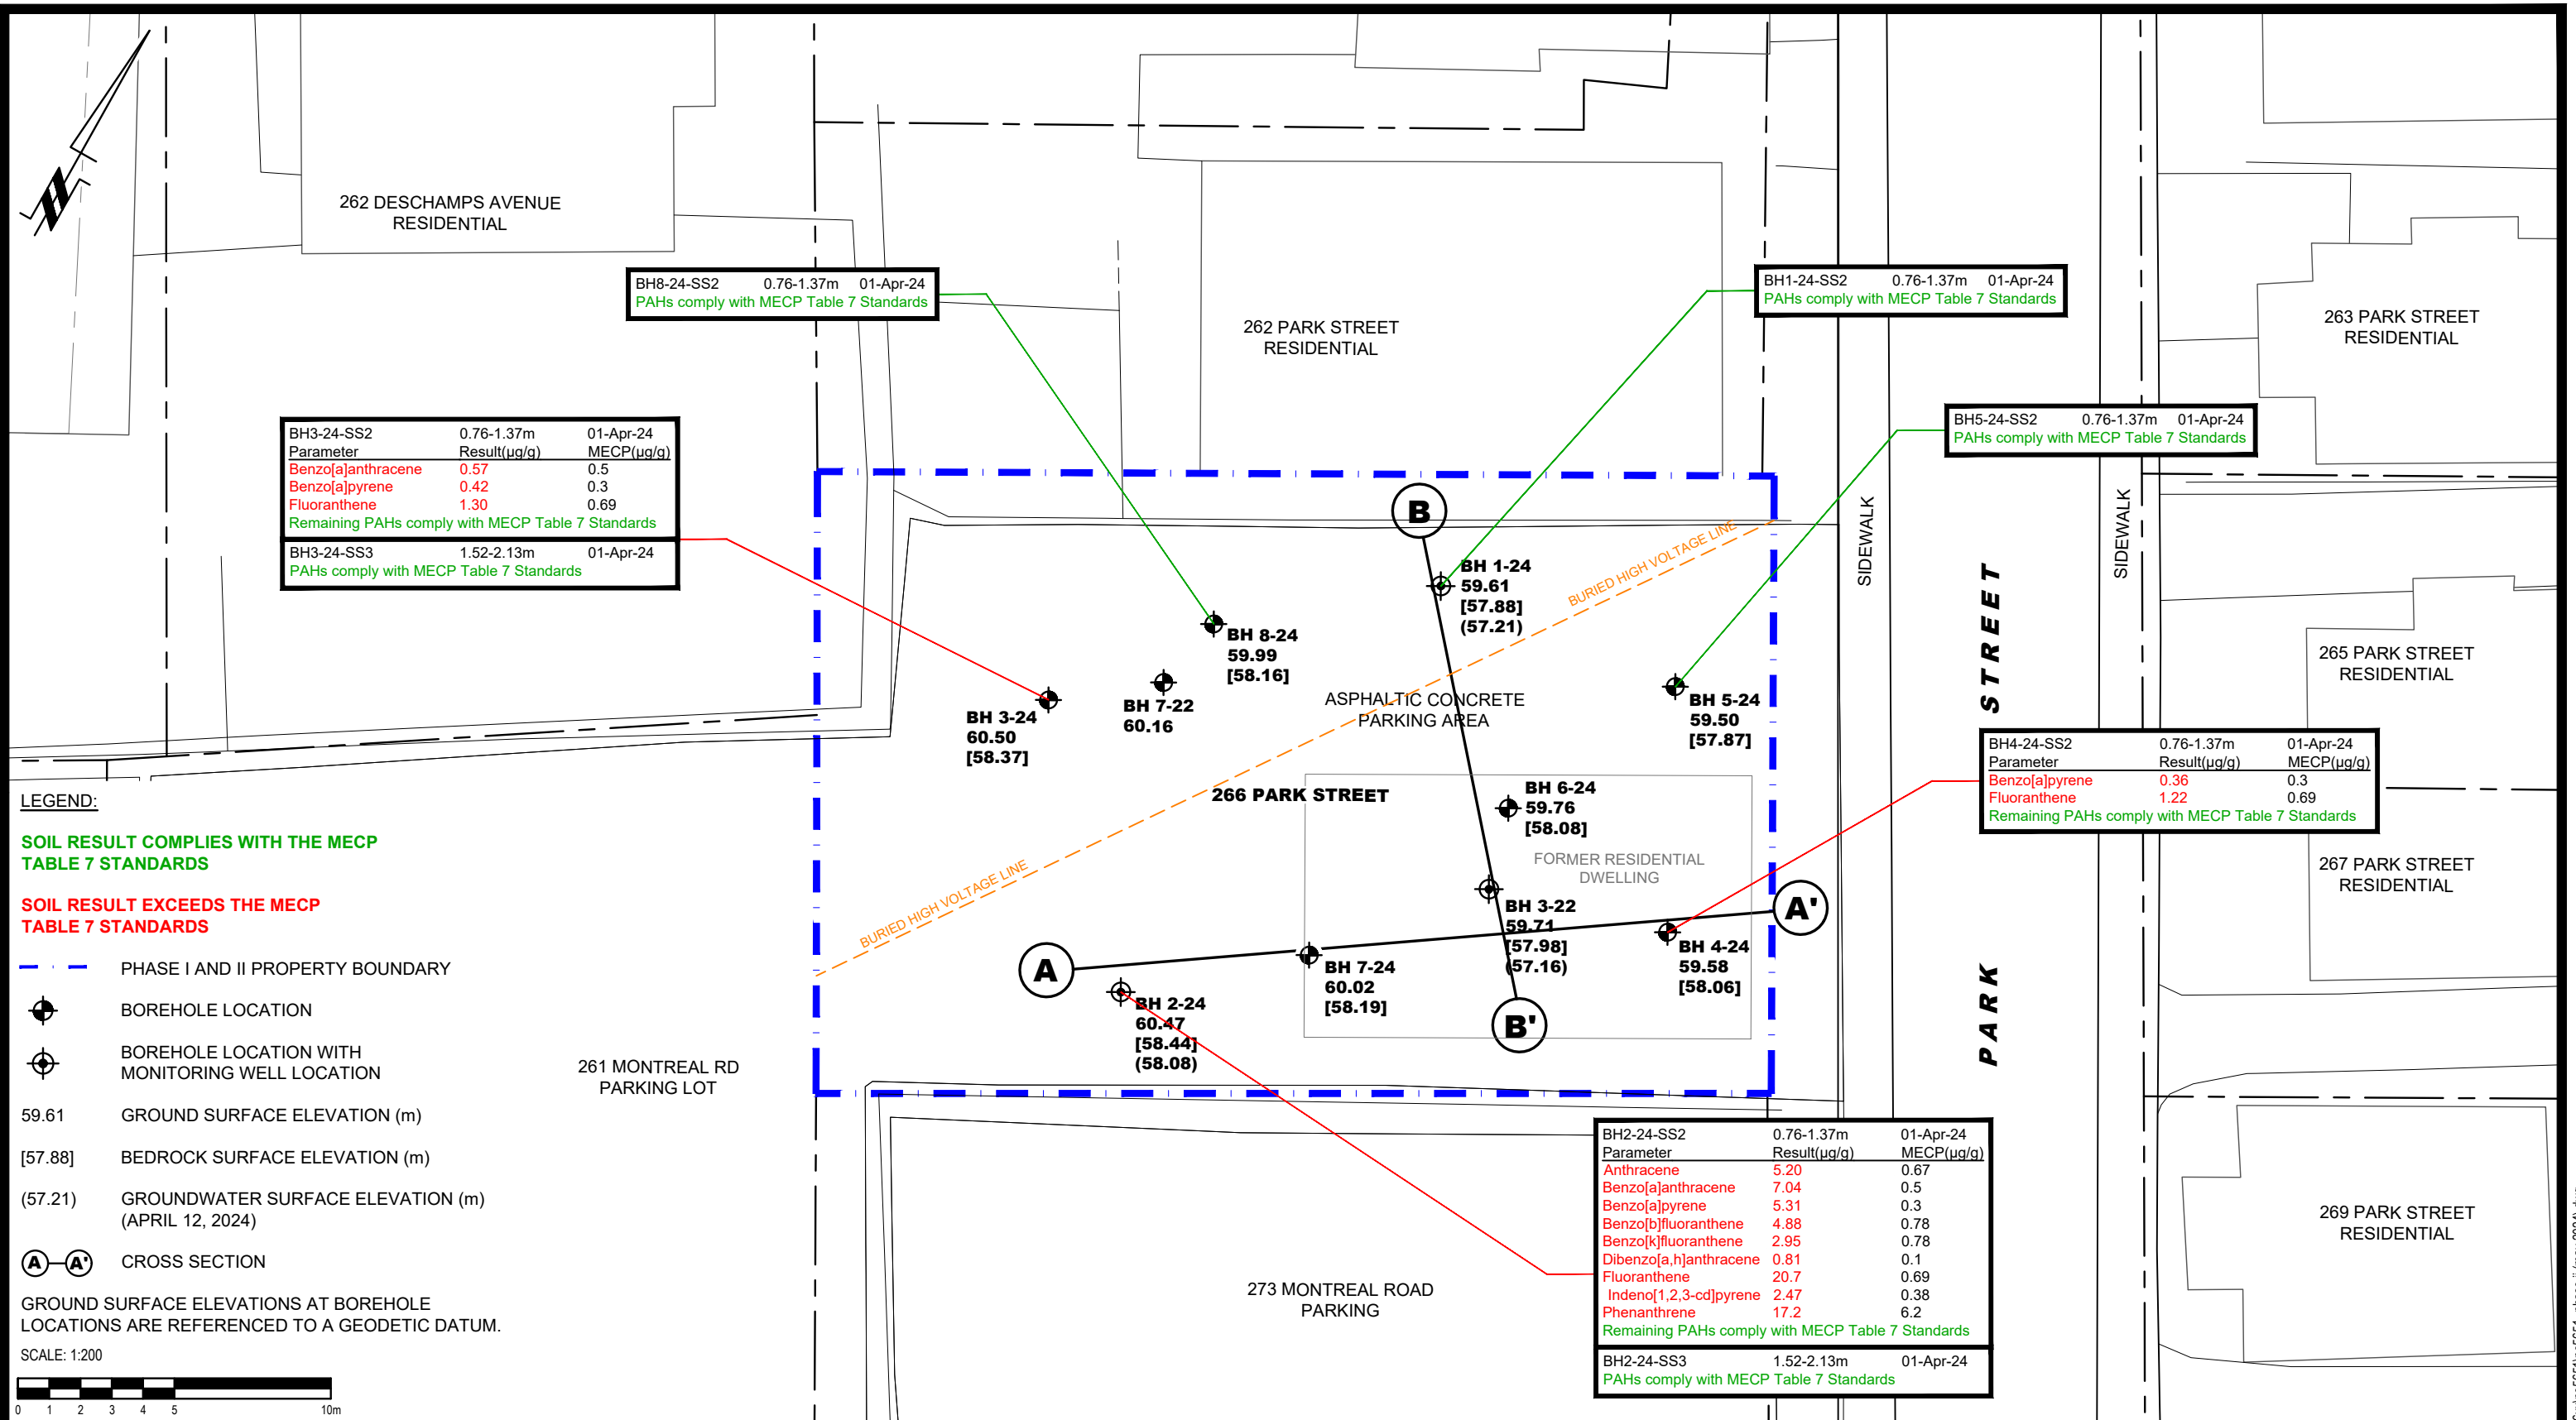 262 DESCHAMPS AVENUE
RESIDENTIAL
BH8-24-SS2 0.76-1.37m 01-Apr-24
PAHs comply with MECP Table 7 Standards
BH1-24-SS2 0.76-1.37m 01-Apr-24
PAHs comply with MECP Table 7 Standards
262 PARK STREET
RESIDENTIAL
263 PARK STREET
RESIDENTIAL
BH3-24-SS2 0.76-1.37m 01-Apr-24
Parameter Result(µg/g) MECP(µg/g)
Benzo[a]anthracene 0.57 0.5
Benzo[a]pyrene 0.42 0.3
Fluoranthene 1.30 0.69
Remaining PAHs comply with MECP Table 7 Standards
BH3-24-SS3 1.52-2.13m 01-Apr-24
PAHs comply with MECP Table 7 Standards
BH5-24-SS2 0.76-1.37m 01-Apr-24
PAHs comply with MECP Table 7 Standards
B
SIDEWALK
SIDEWALK
BURIED HIGH VOLTAGE LINE
BH 1-24
59.61
[57.88]
(57.21)
BH 8-24
59.99
[58.16]
BH 7-22
60.16
BH 3-24
60.50
[58.37]
ASPHALTIC CONCRETE
PARKING AREA
BH 5-24
59.50
[57.87]
PARK STREET
265 PARK STREET
RESIDENTIAL
BH4-24-SS2 0.76-1.37m 01-Apr-24
Parameter Result(µg/g) MECP(µg/g)
Benzo[a]pyrene 0.36 0.3
Fluoranthene 1.22 0.69
Remaining PAHs comply with MECP Table 7 Standards
266 PARK STREET
BH 6-24
59.76
[58.08]
FORMER RESIDENTIAL
DWELLING
267 PARK STREET
RESIDENTIAL
BURIED HIGH VOLTAGE LINE
BH 3-22
59.71
[57.98]
(57.16)
A'
A
BH 4-24
59.58
[58.06]
BH 7-24
60.02
[58.19]
BH 2-24
60.47
[58.44]
(58.08)
B'
261 MONTREAL RD
PARKING LOT
BH2-24-SS2 0.76-1.37m 01-Apr-24
Parameter Result(µg/g) MECP(µg/g)
Anthracene 5.20 0.67
Benzo[a]anthracene 7.04 0.5
Benzo[a]pyrene 5.31 0.3
Benzo[b]fluoranthene 4.88 0.78
Benzo[k]fluoranthene 2.95 0.78
Dibenzo[a,h]anthracene 0.81 0.1
Fluoranthene 20.7 0.69
Indeno[1,2,3-cd]pyrene 2.47 0.38
Phenanthrene 17.2 6.2
Remaining PAHs comply with MECP Table 7 Standards
BH2-24-SS3 1.52-2.13m 01-Apr-24
PAHs comply with MECP Table 7 Standards
269 PARK STREET
RESIDENTIAL
273 MONTREAL ROAD
PARKING
LEGEND:
SOIL RESULT COMPLIES WITH THE MECP
TABLE 7 STANDARDS
SOIL RESULT EXCEEDS THE MECP
TABLE 7 STANDARDS
PHASE I AND II PROPERTY BOUNDARY
BOREHOLE LOCATION
BOREHOLE LOCATION WITH
MONITORING WELL LOCATION
59.61 GROUND SURFACE ELEVATION (m)
[57.88] BEDROCK SURFACE ELEVATION (m)
(57.21) GROUNDWATER SURFACE ELEVATION (m)
(APRIL 12, 2024)
A A' CROSS SECTION
GROUND SURFACE ELEVATIONS AT BOREHOLE
LOCATIONS ARE REFERENCED TO A GEODETIC DATUM.
SCALE: 1:200
0 1 2 3 4 5 10m